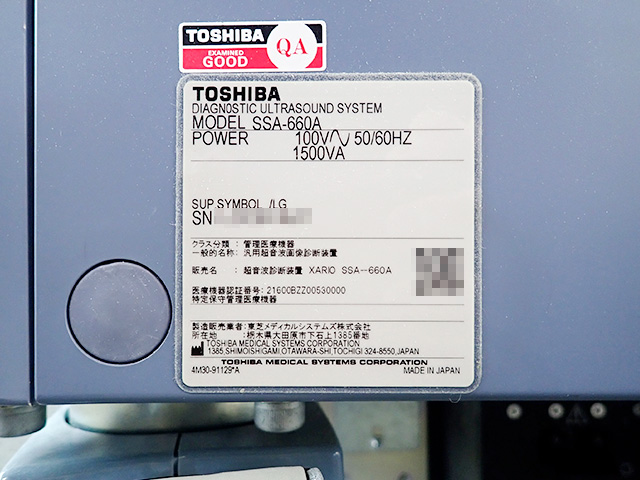 TOSHIBA
EXAMINED
GOOD
QA
TOSHIBA
DIAGNOSTIC ULTRASOUND SYSTEM
MODEL SSA-660A
POWER 100V∿ 50/60HZ
1500VA
SUP SYMBOL /LG
SN
クラス分類 : 管理医療機器
一般的名称: 汎用超音波画像診断装置
販売名 : 超音波診断装置 XARIO SSA-660A
医療機器認証番号: 21600BZZ00530000
特定保守管理医療機器
製造販売業者:東芝メディカルシステムズ株式会社
所在地 :栃木県大田原市下石上1385番地
TOSHIBA MEDICAL SYSTEMS CORPORATION
1385,SHIMOISHIGAMI,OTAWARA-SHI,TOCHIGI 324-8550,JAPAN
TOSHIBA MEDICAL SYSTEMS CORPORATION
4M30-91129*A MADE IN JAPAN